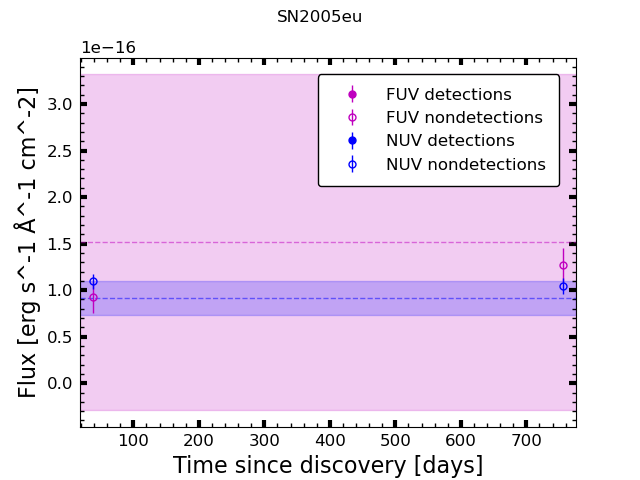 SN2005eu
1e−16
FUV detections
FUV nondetections
NUV detections
NUV nondetections
3.0
2.5
2.0
1.5
1.0
0.5
0.0
Flux [erg s^-1 Å^-1 cm^-2]
100 200 300 400 500 600 700
Time since discovery [days]